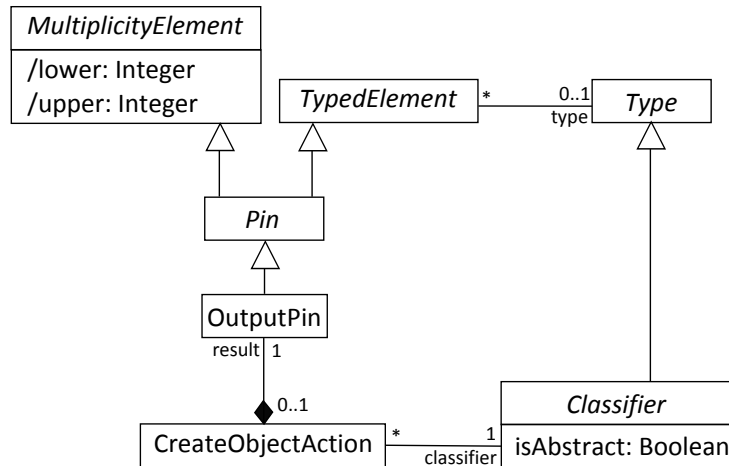 MultiplicityElement
/lower: Integer
/upper: Integer
TypedElement
*
0..1
type
Type
Pin
OutputPin
result 1
0..1
CreateObjectAction
*
1
classifier
Classifier
isAbstract: Boolean